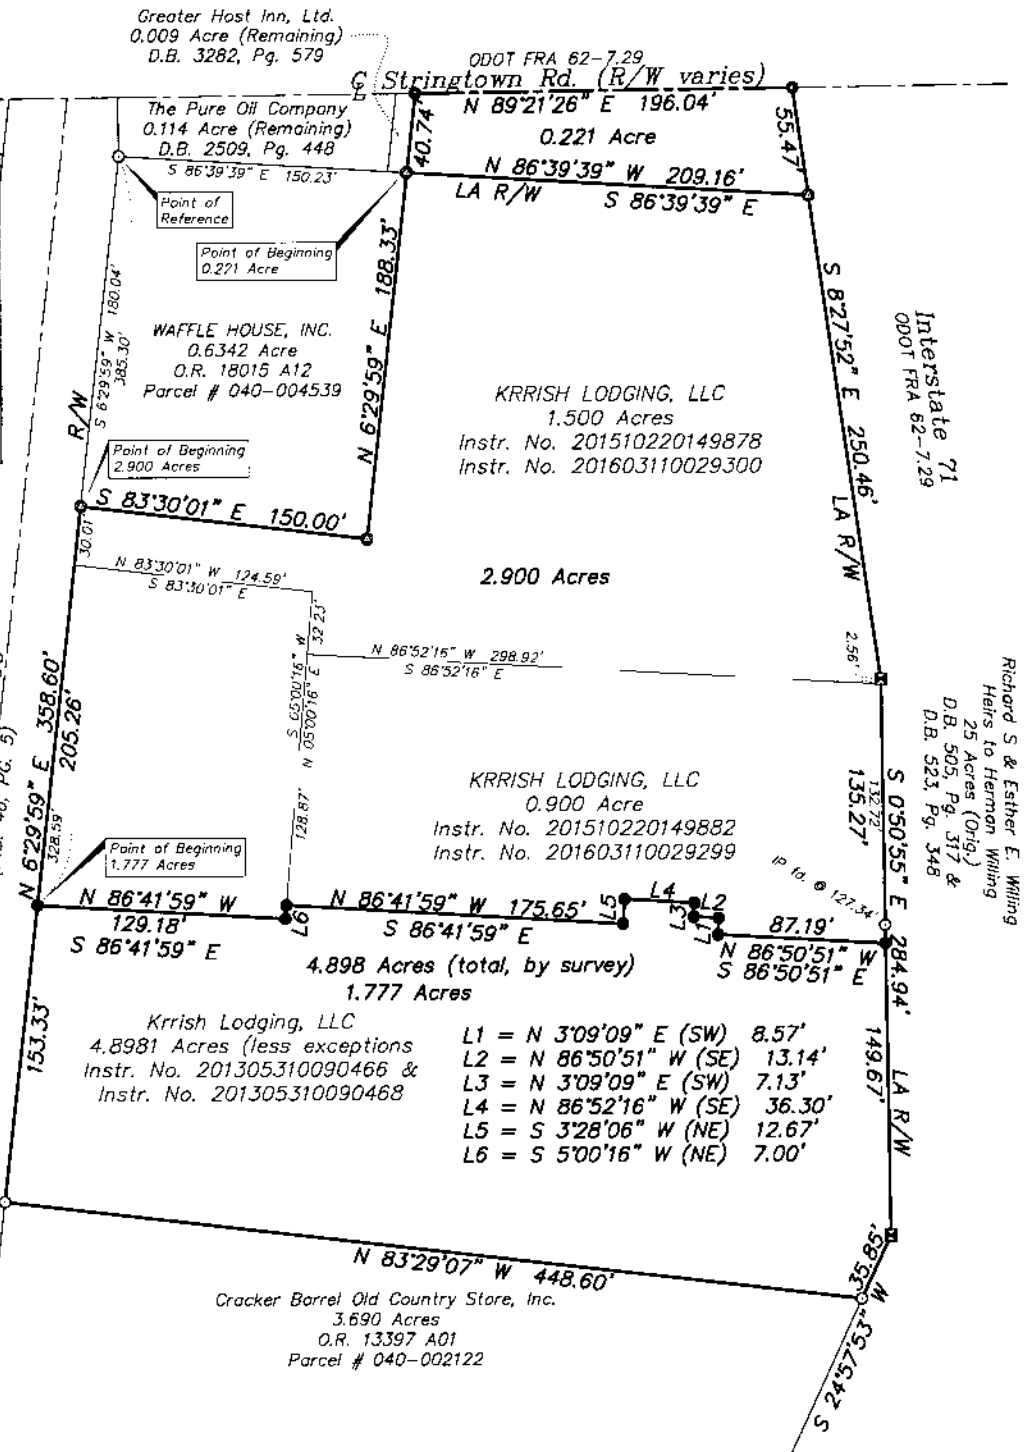 Greater Host Inn, Ltd.
0.009 Acre (Remaining)
D.B. 3282, Pg. 579
ODOT FRA 62-7.29
℄ Stringtown Rd. (R/W varies)
N 89°21'26" E 196.04'
The Pure Oil Company
0.114 Acre (Remaining)
D.B. 2509, Pg. 448
S 86°39'39" E 150.23'
40.74'
55.47'
0.221 Acre
N 86°39'39" W 209.16'
LA R/W S 86°39'39" E
Point of
Reference
Point of Beginning
0.221 Acre
188.33'
N 6°29'59" E
S 6°29'59" W 180.04'
385.30'
R/W
WAFFLE HOUSE, INC.
0.6342 Acre
O.R. 18015 A12
Parcel # 040-004539
KRRISH LODGING, LLC
1.500 Acres
Instr. No. 201510220149878
Instr. No. 201603110029300
S 8°27'52" E 250.46'
LA R/W
Interstate 71
ODOT FRA 62-7.29
Point of Beginning
2.900 Acres
S 83°30'01" E 150.00'
30.01'
N 83°30'01" W 124.59'
S 83°30'01" E
2.900 Acres
32.23'
S 05°00'16" W
N 05°00'16" E
128.87'
N 86°52'16" W 298.92'
S 86°52'16" E
2.56'
Richard S. & Esther E. Willing
Heirs to Herman Willing
25 Acres (Orig.)
D.B. 505, Pg. 317 &
D.B. 523, Pg. 348
PG. 5)
N 6°29'59" E 358.60'
205.26'
328.59'
KRRISH LODGING, LLC
0.900 Acre
Instr. No. 201510220149882
Instr. No. 201603110029299
S 0°50'55" E 284.94'
132.72'
135.27'
IP fd. @ 127.34'
Point of Beginning
1.777 Acres
N 86°41'59" W
129.18'
S 86°41'59" E
L6
N 86°41'59" W 175.65'
S 86°41'59" E
L5
L4
L3
L2
L1
87.19'
N 86°50'51" W
S 86°50'51" E
4.898 Acres (total, by survey)
1.777 Acres
153.33'
Krrish Lodging, LLC
4.8981 Acres (less exceptions
Instr. No. 201305310090466 &
Instr. No. 201305310090468
L1 = N 3°09'09" E (SW) 8.57'
L2 = N 86°50'51" W (SE) 13.14'
L3 = N 3°09'09" E (SW) 7.13'
L4 = N 86°52'16" W (SE) 36.30'
L5 = S 3°28'06" W (NE) 12.67'
L6 = S 5°00'16" W (NE) 7.00'
149.67'
LA R/W
N 83°29'07" W 448.60'
35.85'
S 24°57'53" W
Cracker Barrel Old Country Store, Inc.
3.690 Acres
O.R. 13397 A01
Parcel # 040-002122